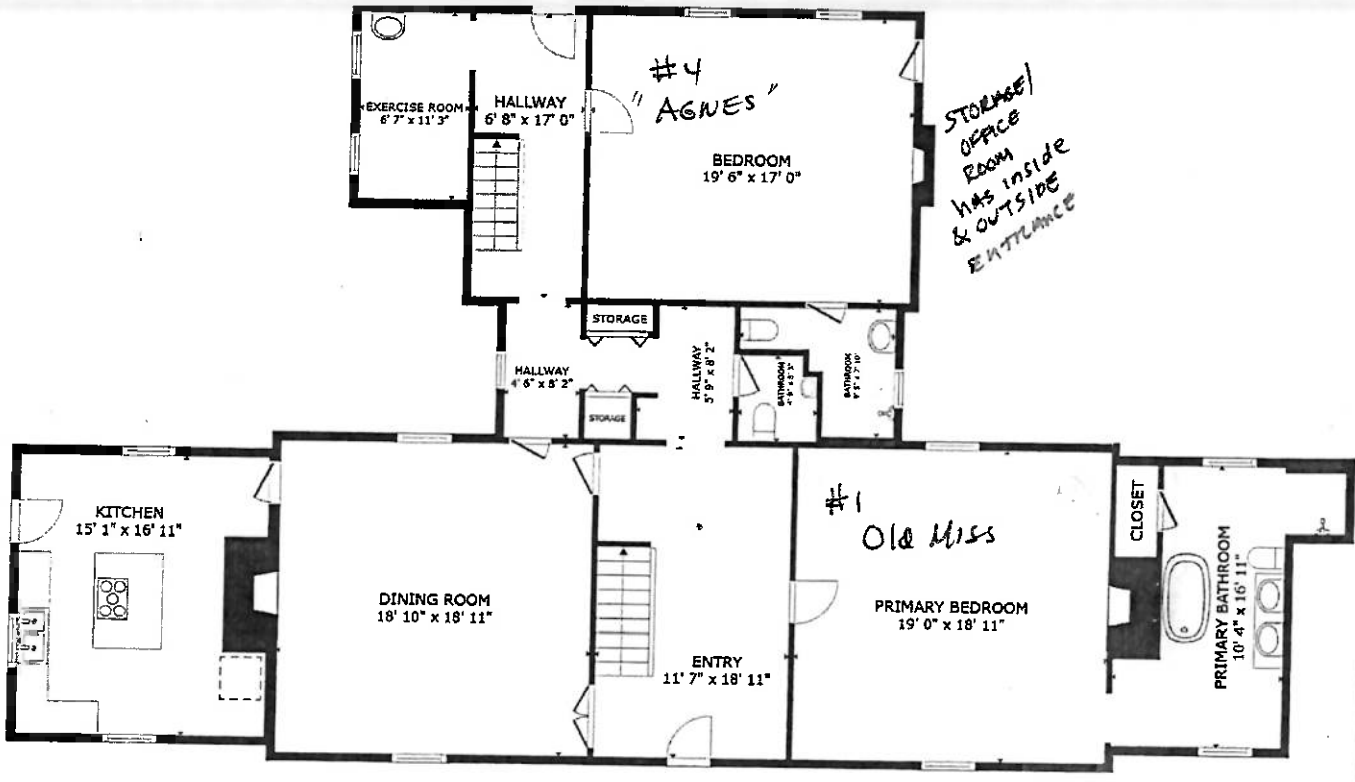 EXERCISE ROOM
6' 7" x 11' 3"
HALLWAY
6' 8" x 17' 0"
#4
"AGNES"
BEDROOM
19' 6" x 17' 0"
STORAGE/
OFFICE
ROOM
HAS INSIDE
& OUTSIDE
ENTRANCE
STORAGE
HALLWAY
4' 6" x 8' 2"
STORAGE
HALLWAY
5' 9" x 8' 2"
BATHROOM
BATHROOM
KITCHEN
15' 1" x 16' 11"
DINING ROOM
18' 10" x 18' 11"
ENTRY
11' 7" x 18' 11"
#1
Old Miss
PRIMARY BEDROOM
19' 0" x 18' 11"
CLOSET
PRIMARY BATHROOM
10' 4" x 16' 11"